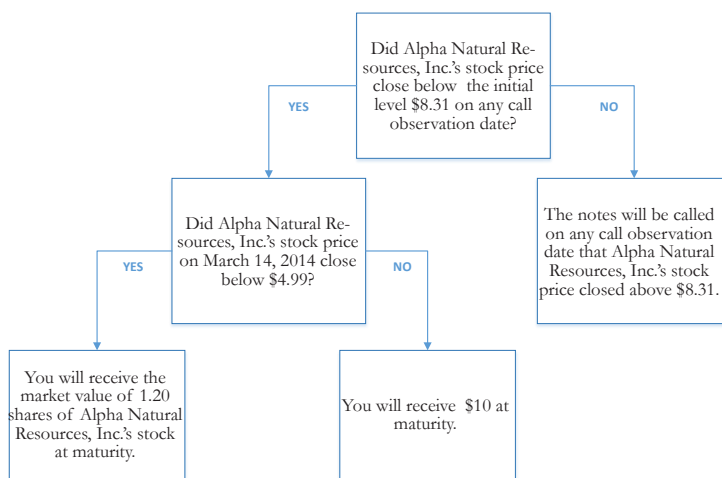 Did Alpha Natural Re-
sources, Inc.'s stock price
close below the initial
level $8.31 on any call
observation date?
YES
NO
Did Alpha Natural Re-
sources, Inc.'s stock price
on March 14, 2014 close
below $4.99?
The notes will be called
on any call observation
date that Alpha Natural
Resources, Inc.'s stock
price closed above $8.31.
YES
NO
You will receive the
market value of 1.20
shares of Alpha Natural
Resources, Inc.'s stock
at maturity.
You will receive $10 at
maturity.